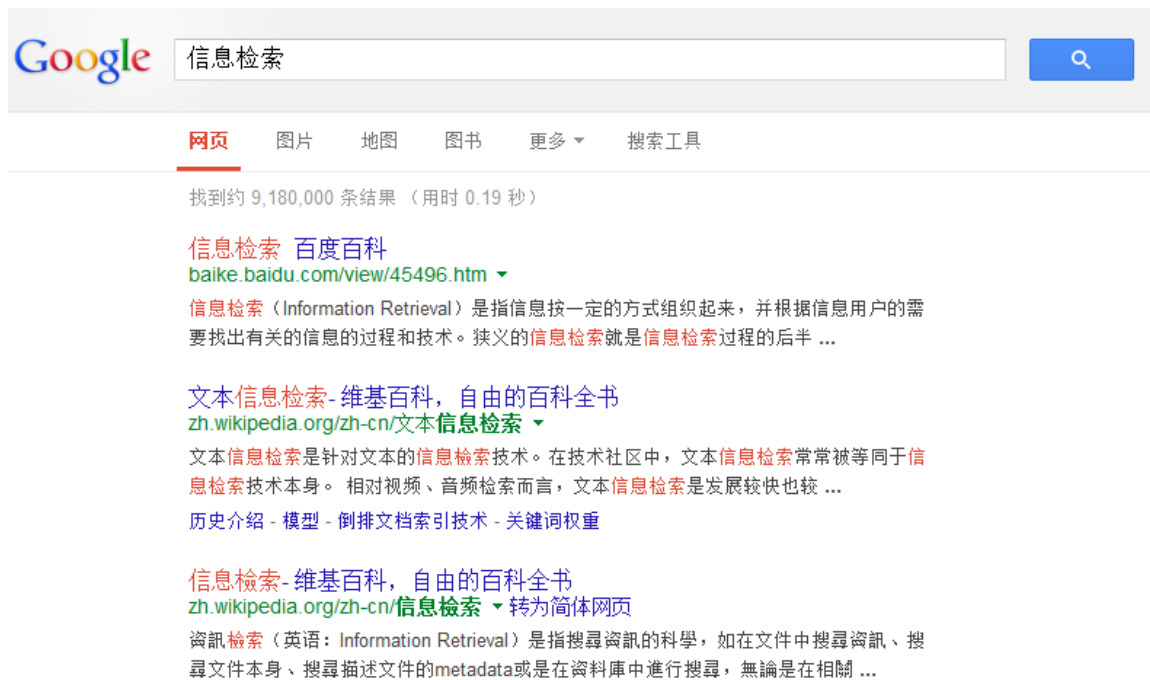 Google 信息检索
网页 图片 地图 图书 更多 搜索工具
找到约 9,180,000 条结果 （用时 0.19 秒）
信息检索 百度百科
baike.baidu.com/view/45496.htm
信息检索（Information Retrieval）是指信息按一定的方式组织起来，并根据信息用户的需
要找出有关的信息的过程和技术。狭义的信息检索就是信息检索过程的后半 ...
文本信息检索- 维基百科，自由的百科全书
zh.wikipedia.org/zh-cn/文本信息检索
文本信息检索是针对文本的信息檢索技术。在技术社区中，文本信息检索常常被等同于信
息检索技术本身。 相对视频、音频检索而言，文本信息检索是发展较快也较 ...
历史介绍 - 模型 - 倒排文档索引技术 - 关键词权重
信息檢索- 维基百科，自由的百科全书
zh.wikipedia.org/zh-cn/信息檢索 转为简体网页
資訊檢索（英语：Information Retrieval）是指搜尋資訊的科學，如在文件中搜尋資訊、搜
尋文件本身、搜尋描述文件的metadata或是在資料庫中進行搜尋，無論是在相關 ...